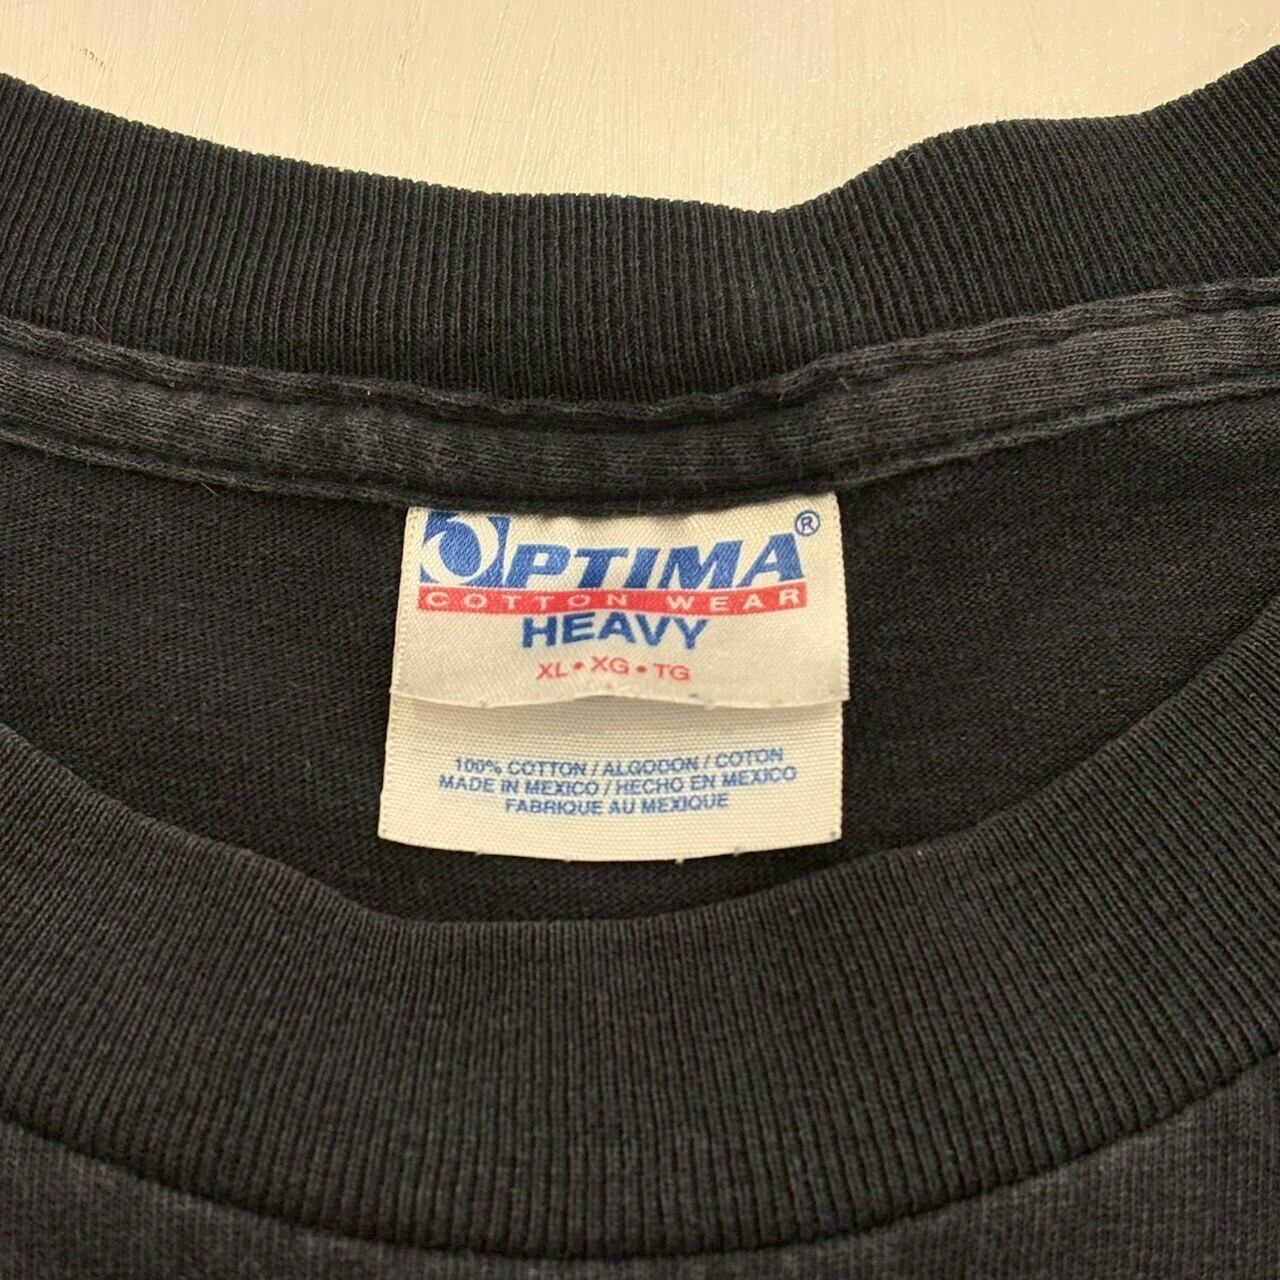 OPTIMA®
COTTON WEAR
HEAVY
XL • XG • TG
100% COTTON / ALGODON / COTON
MADE IN MEXICO / HECHO EN MEXICO
FABRIQUE AU MEXIQUE